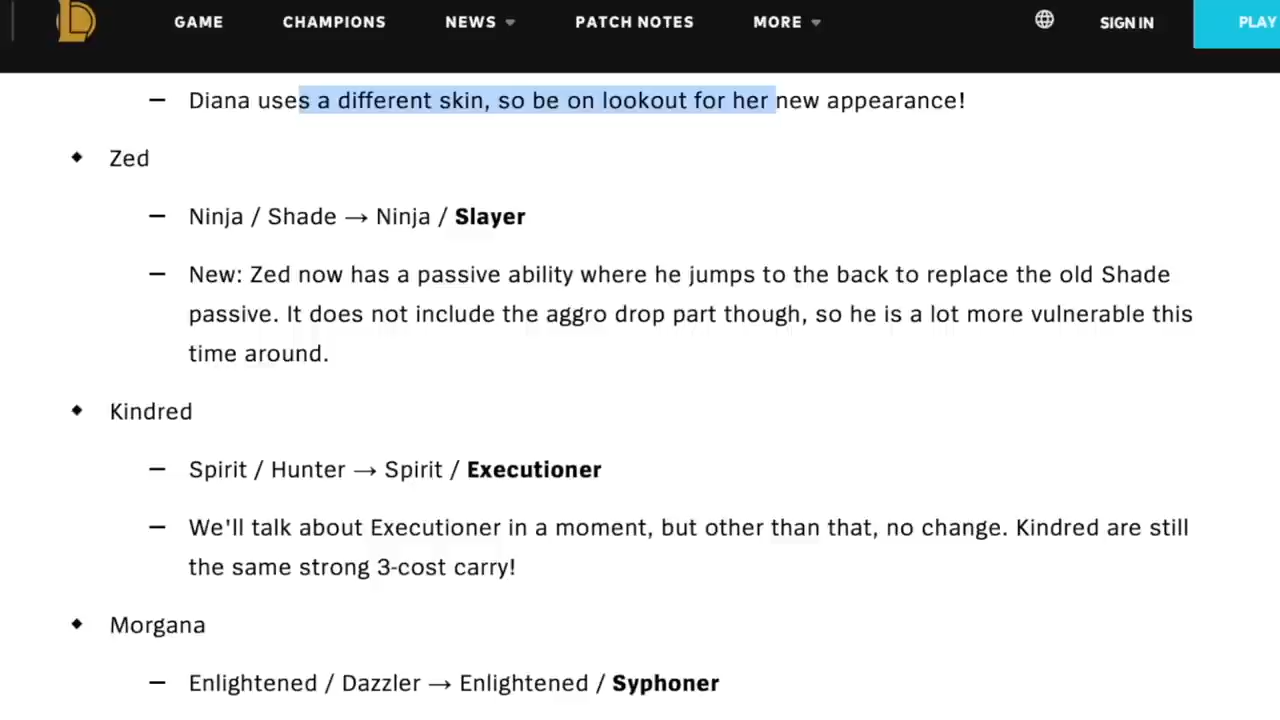 GAME CHAMPIONS NEWS PATCH NOTES MORE SIGN IN PLAY
— Diana uses a different skin, so be on lookout for her new appearance!
◆ Zed
— Ninja / Shade → Ninja / Slayer
— New: Zed now has a passive ability where he jumps to the back to replace the old Shade
passive. It does not include the aggro drop part though, so he is a lot more vulnerable this
time around.
◆ Kindred
— Spirit / Hunter → Spirit / Executioner
— We'll talk about Executioner in a moment, but other than that, no change. Kindred are still
the same strong 3-cost carry!
◆ Morgana
— Enlightened / Dazzler → Enlightened / Syphoner